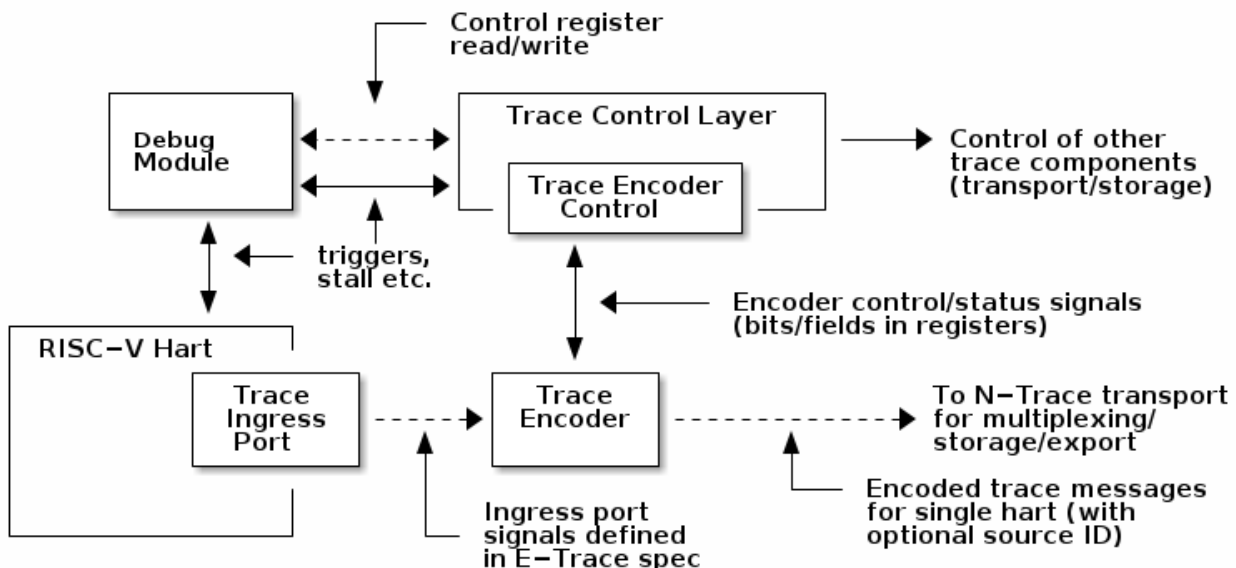 Control register
read/write
Debug
Module
Trace Control Layer
Trace Encoder
Control
Control of other
trace components
(transport/storage)
triggers,
stall etc.
Encoder control/status signals
(bits/fields in registers)
RISC−V Hart
Trace
Ingress
Port
Trace
Encoder
To N−Trace transport
for multiplexing/
storage/export
Ingress port
signals defined
in E−Trace spec
Encoded trace messages
for single hart (with
optional source ID)